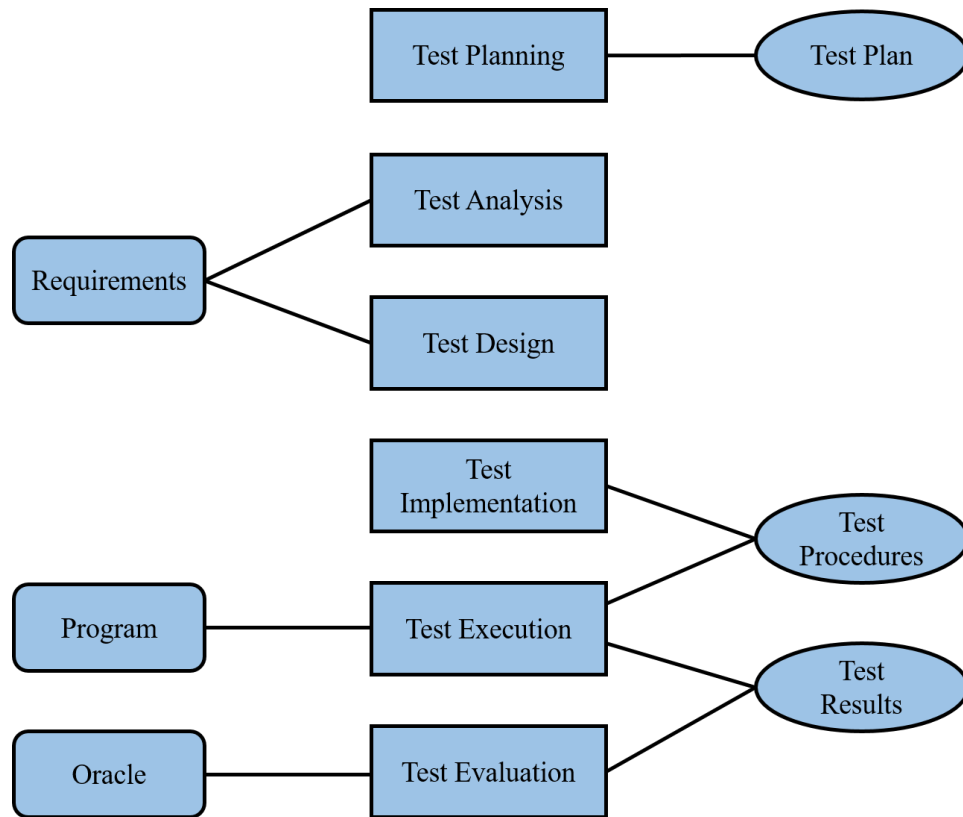 Test Planning
Test Plan
Test Analysis
Requirements
Test Design
Test
Implementation
Test
Procedures
Program
Test Execution
Test
Results
Oracle
Test Evaluation